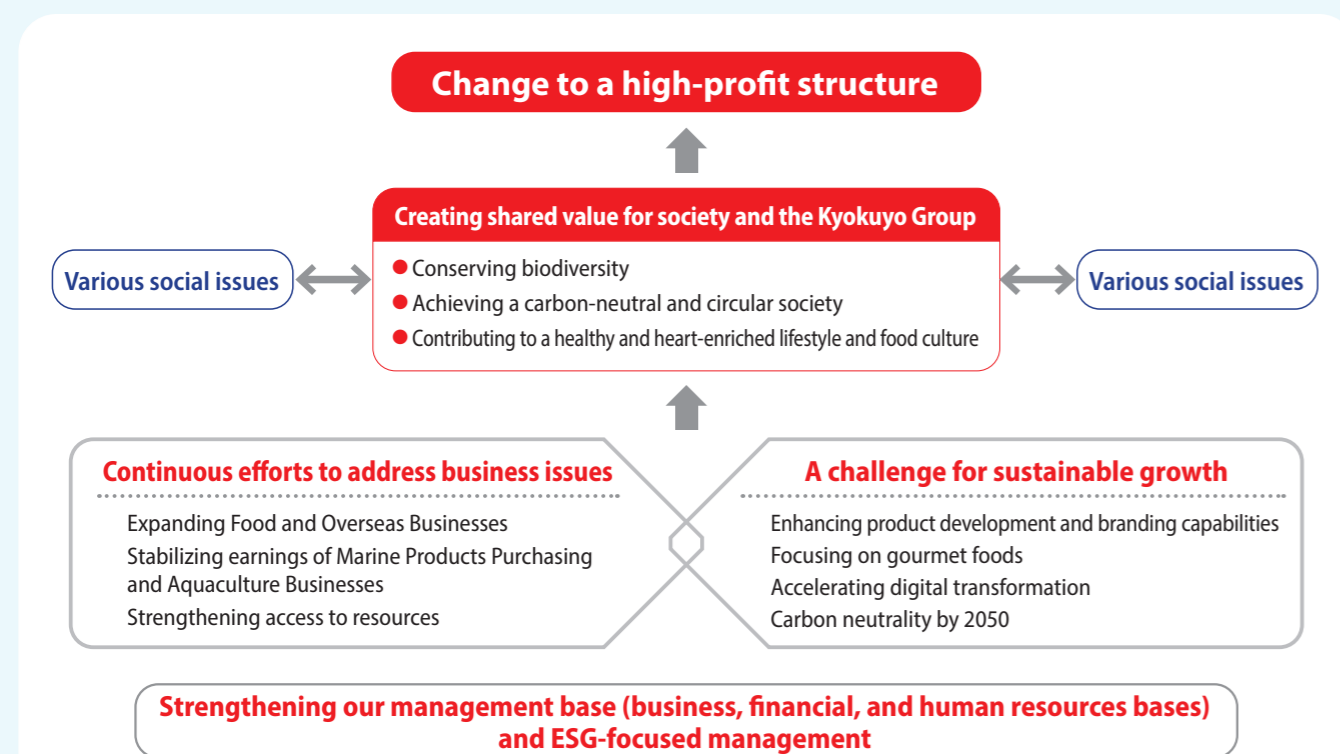 Change to a high-profit structure
Creating shared value for society and the Kyokuyo Group
Various social issues
● Conserving biodiversity
● Achieving a carbon-neutral and circular society
● Contributing to a healthy and heart-enriched lifestyle and food culture
Various social issues
Continuous efforts to address business issues
Expanding Food and Overseas Businesses
Stabilizing earnings of Marine Products Purchasing
and Aquaculture Businesses
Strengthening access to resources
A challenge for sustainable growth
Enhancing product development and branding capabilities
Focusing on gourmet foods
Accelerating digital transformation
Carbon neutrality by 2050
Strengthening our management base (business, financial, and human resources bases)
and ESG-focused management